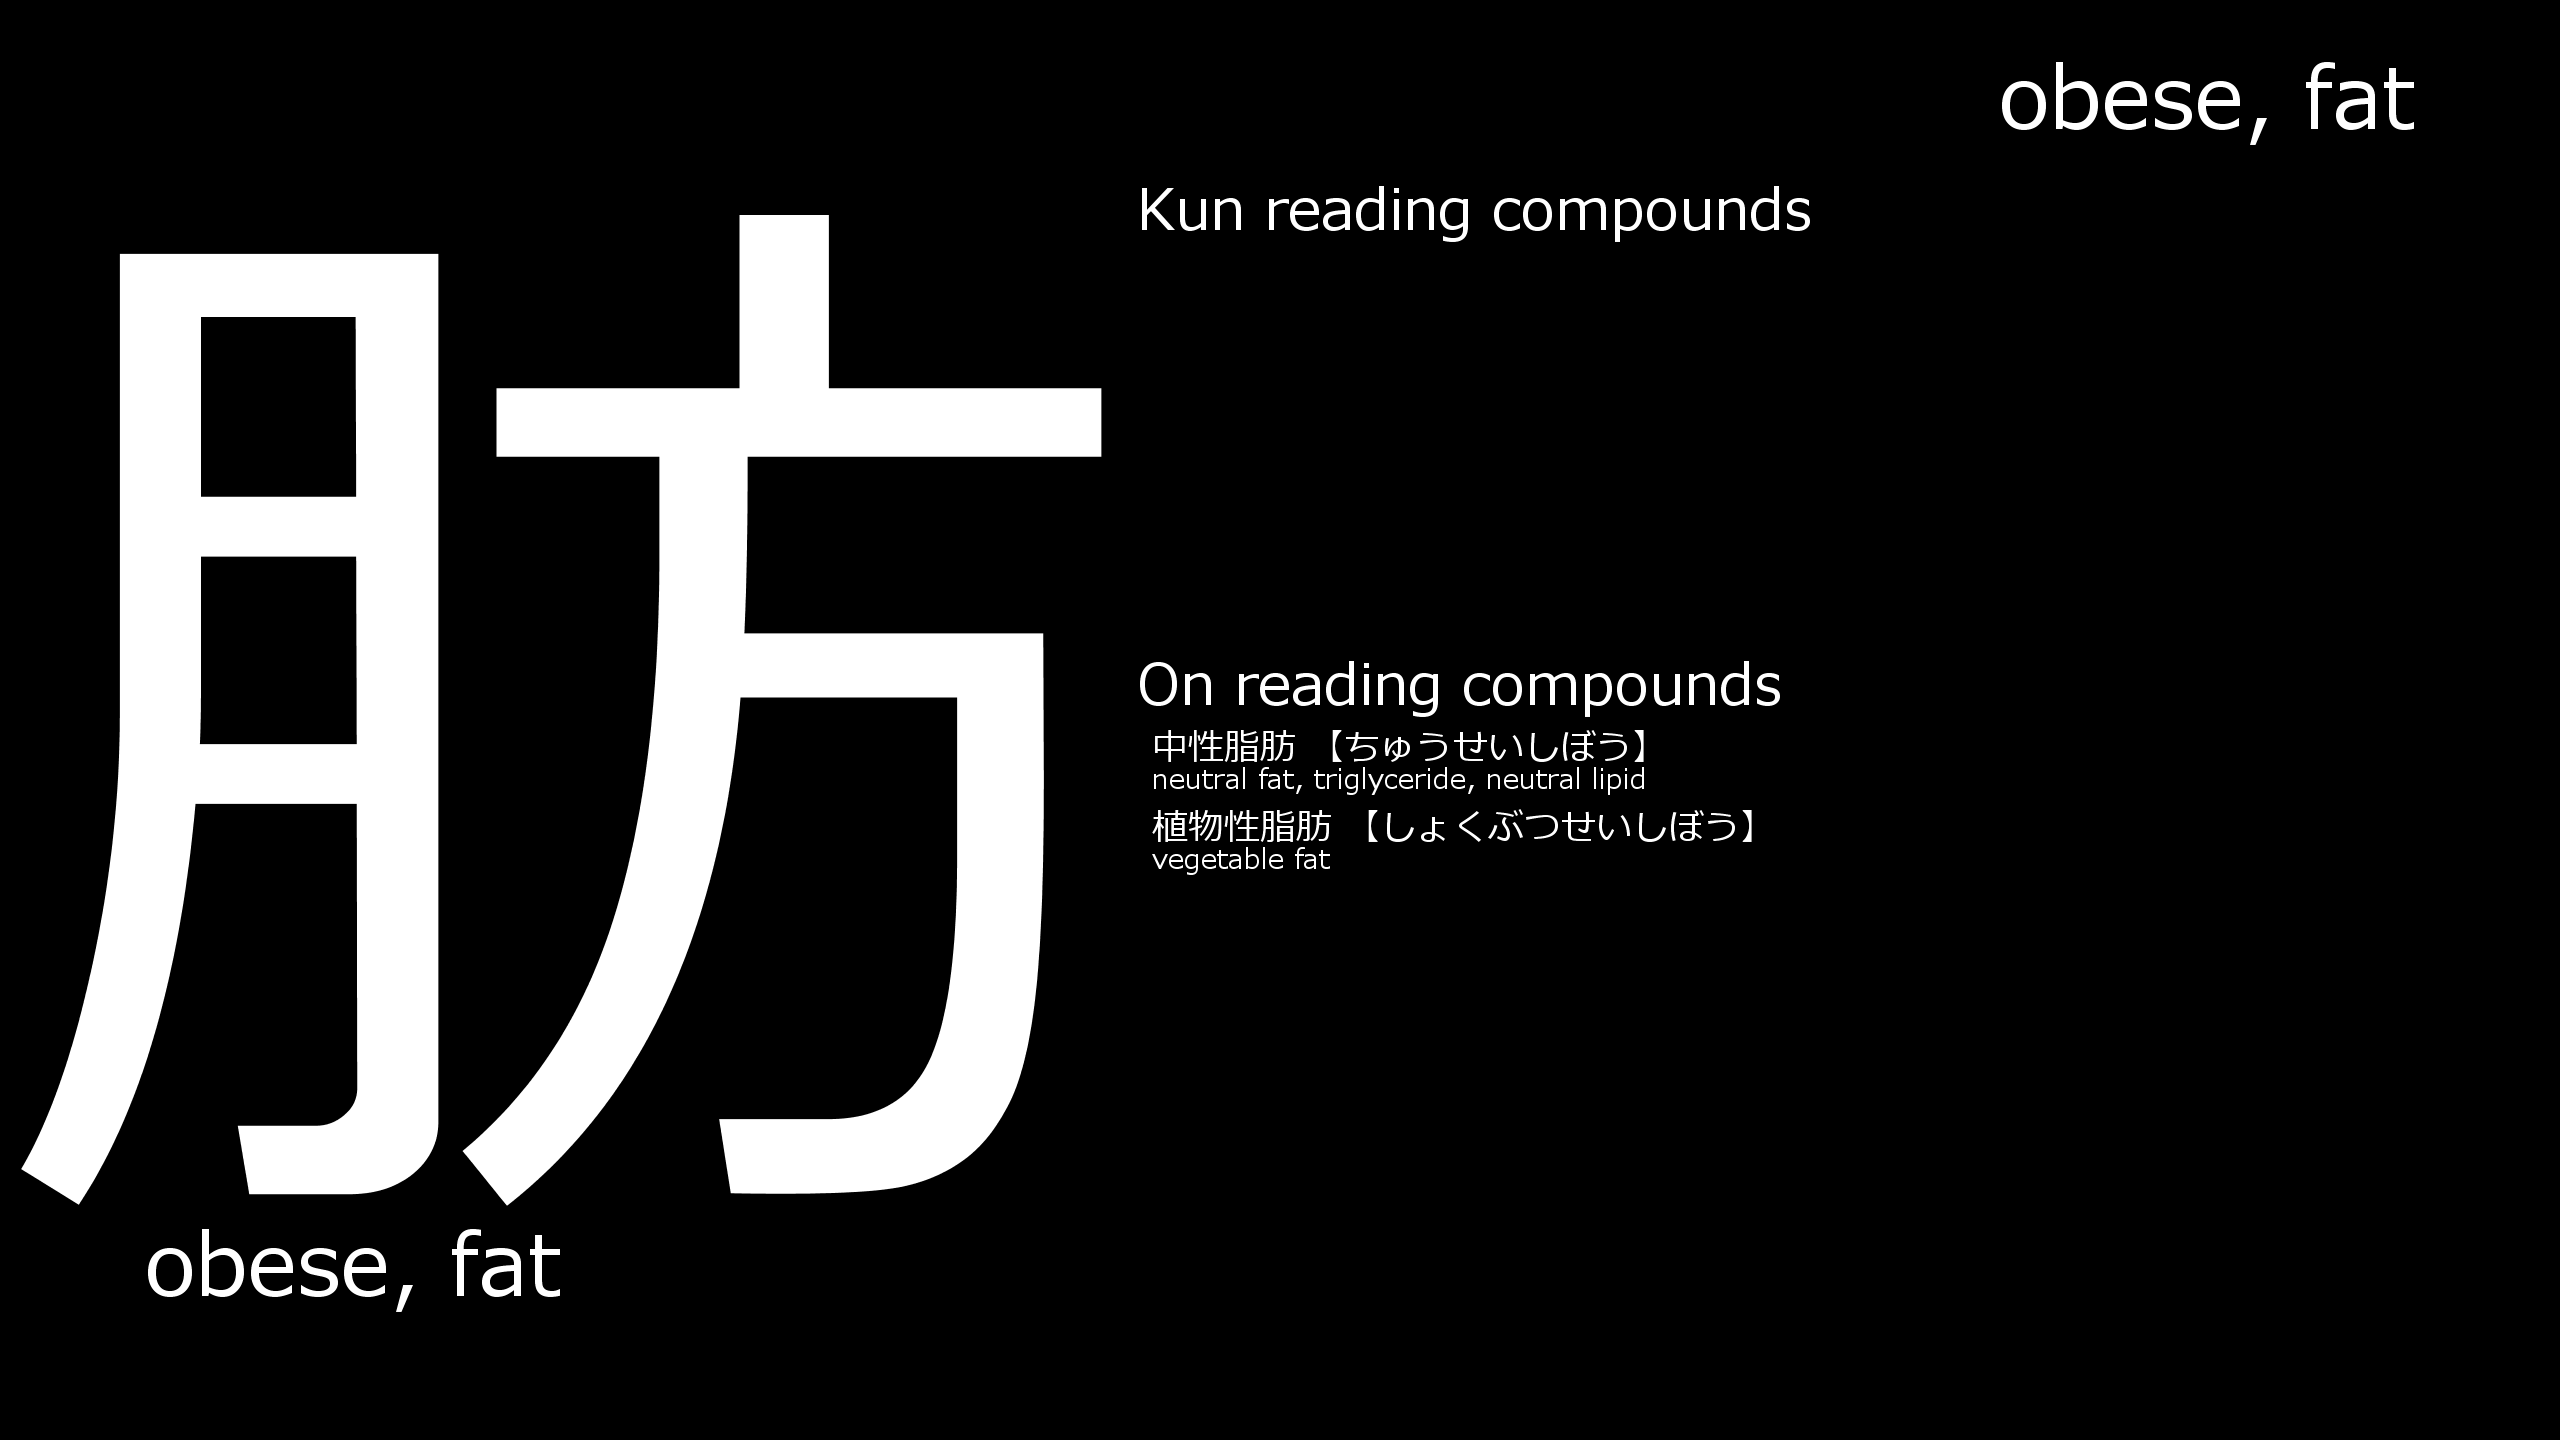 obese, fat
Kun reading compounds
肪
On reading compounds
中性脂肪 【ちゅうせいしぼう】
neutral fat, triglyceride, neutral lipid
植物性脂肪 【しょくぶつせいしぼう】
vegetable fat
obese, fat